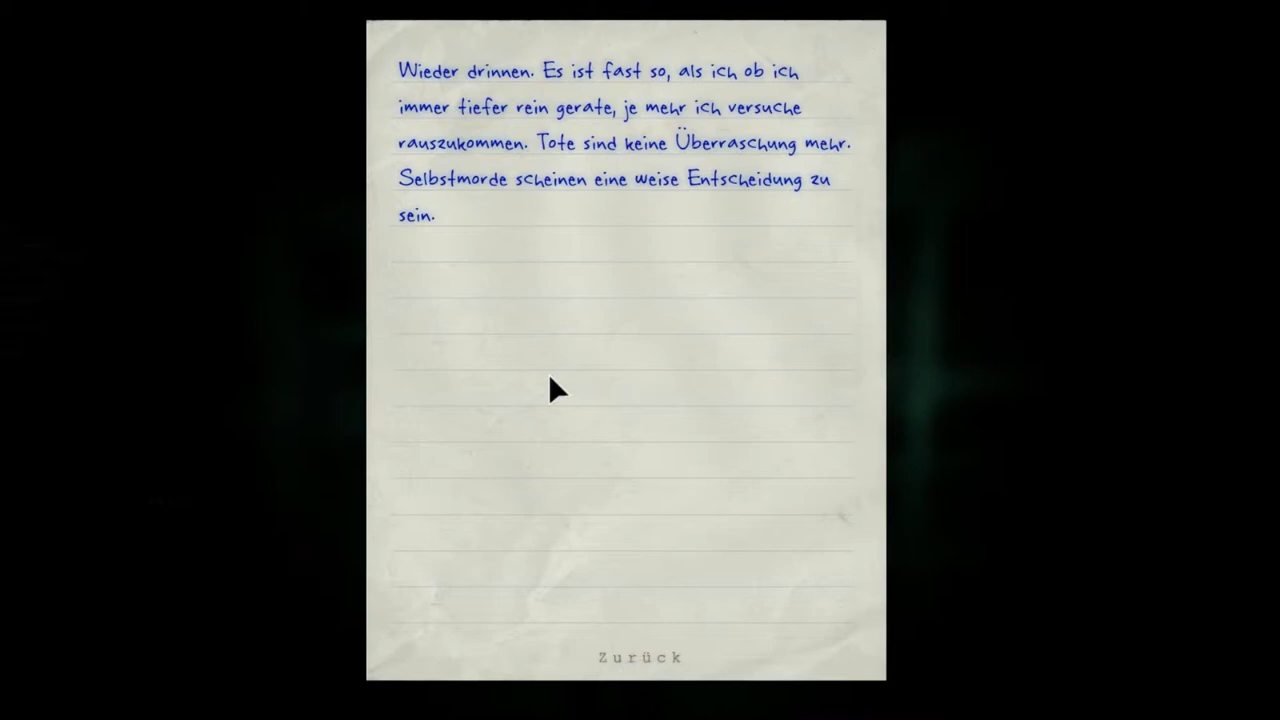 Wieder drinnen. Es ist fast so, als ich ob ich
immer tiefer rein gerate, je mehr ich versuche
rauszukommen. Tote sind keine Überraschung mehr.
Selbstmorde scheinen eine weise Entscheidung zu
sein.
Zurück